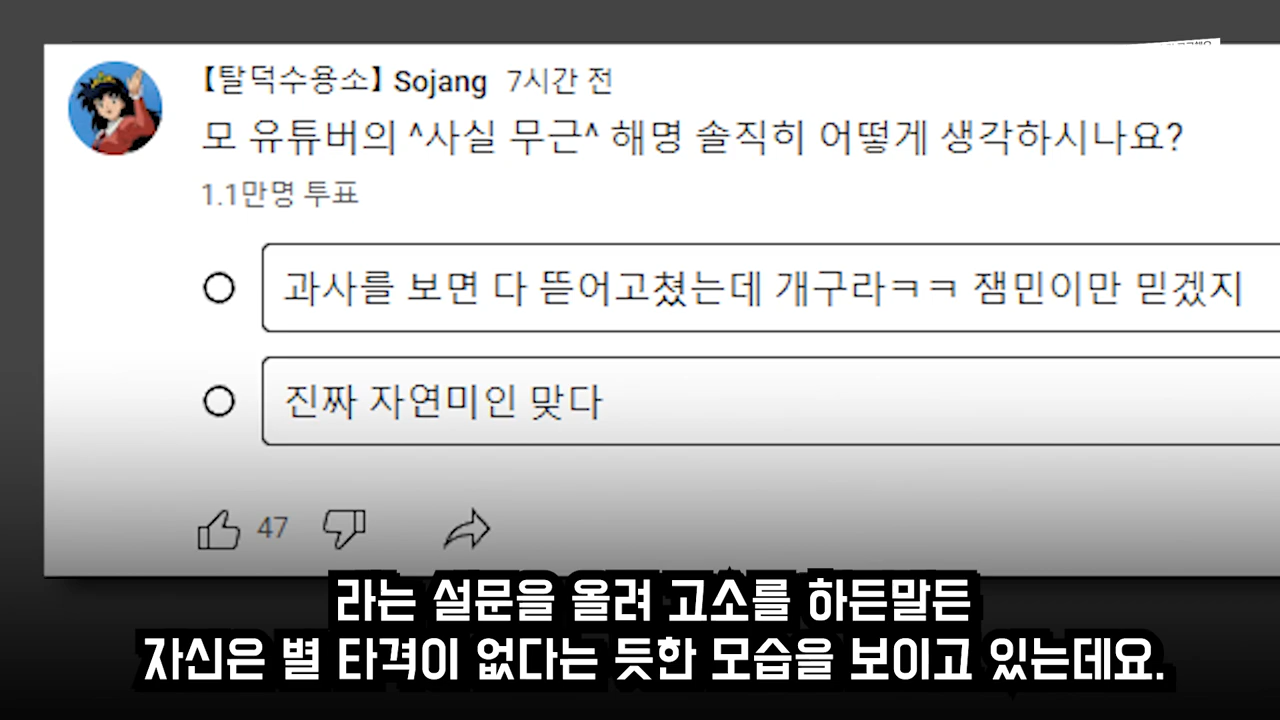 【탈덕수용소】 Sojang 7시간 전
모 유튜버의 ^사실 무근^ 해명 솔직히 어떻게 생각하시나요?
1.1만명 투표
과사를 보면 다 뜯어고쳤는데 개구라ㅋㅋ 잼민이만 믿겠지
진짜 자연미인 맞다
47
라는 설문을 올려 고소를 하든말든
자신은 별 타격이 없다는 듯한 모습을 보이고 있는데요.